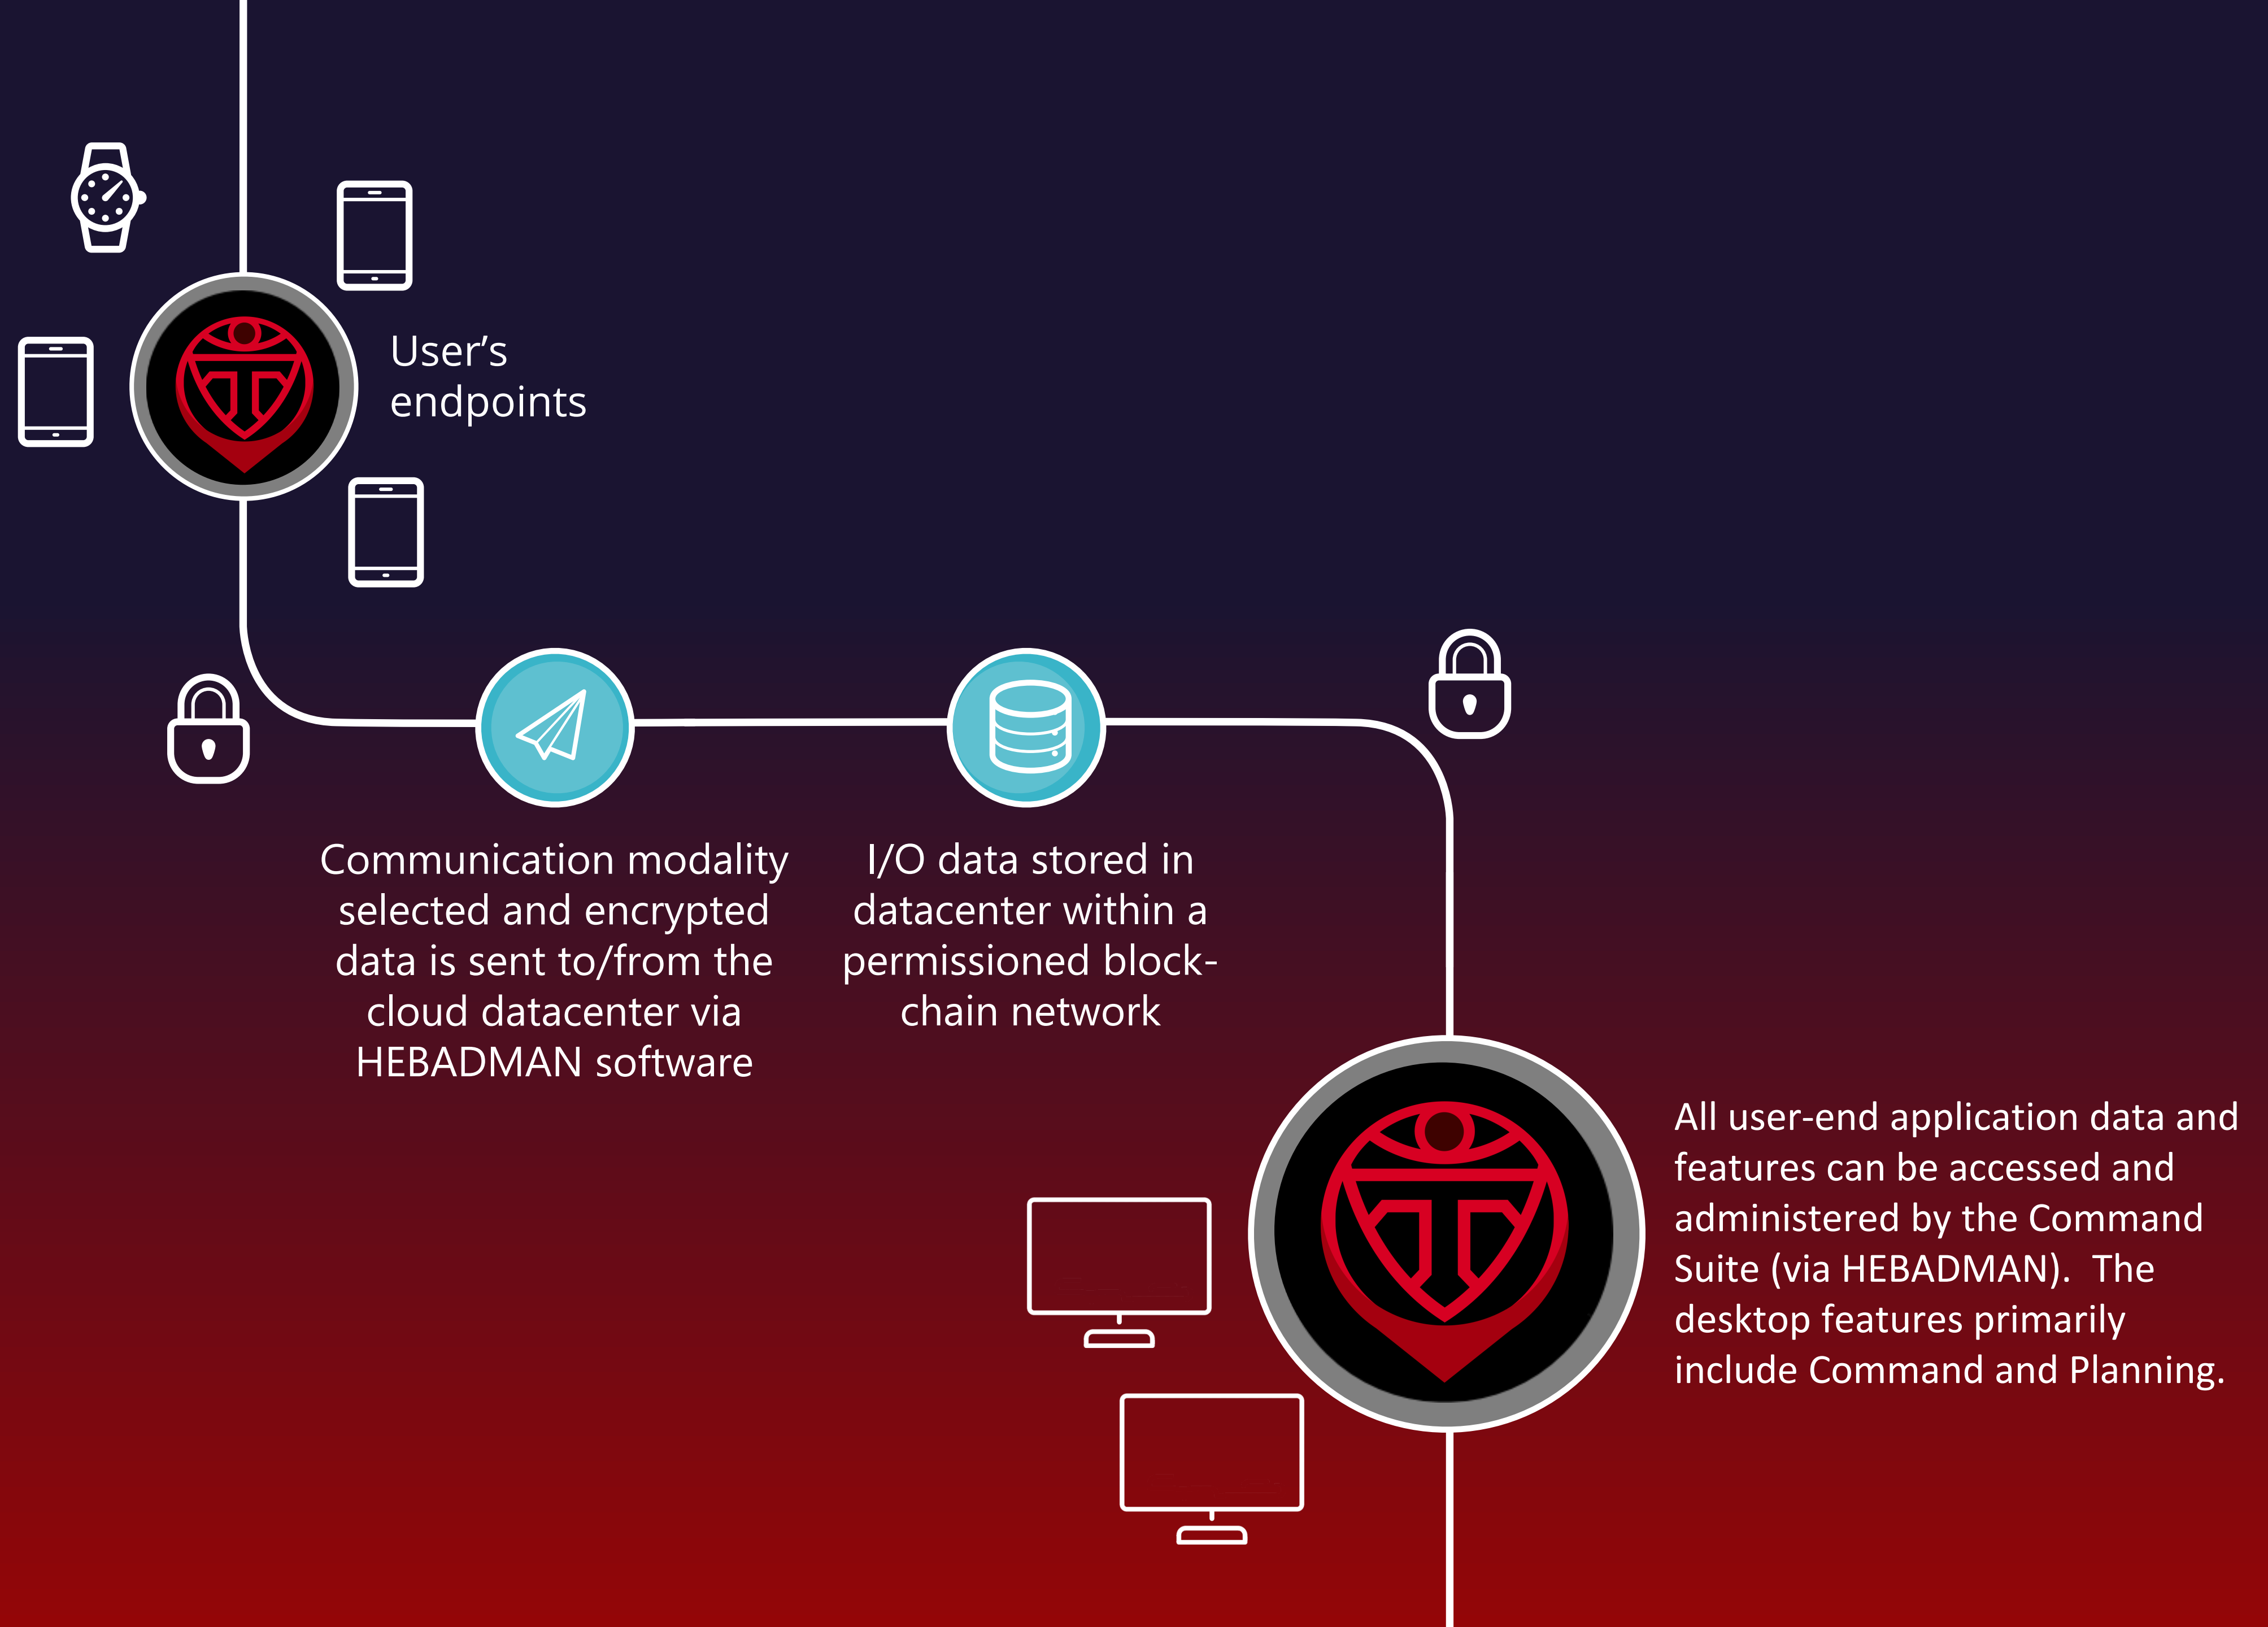 User’s
endpoints
Communication modality
selected and encrypted
data is sent to/from the
cloud datacenter via
HEBADMAN software
I/O data stored in
datacenter within a
permissioned block-
chain network
All user-end application data and
features can be accessed and
administered by the Command
Suite (via HEBADMAN).  The
desktop features primarily
include Command and Planning.